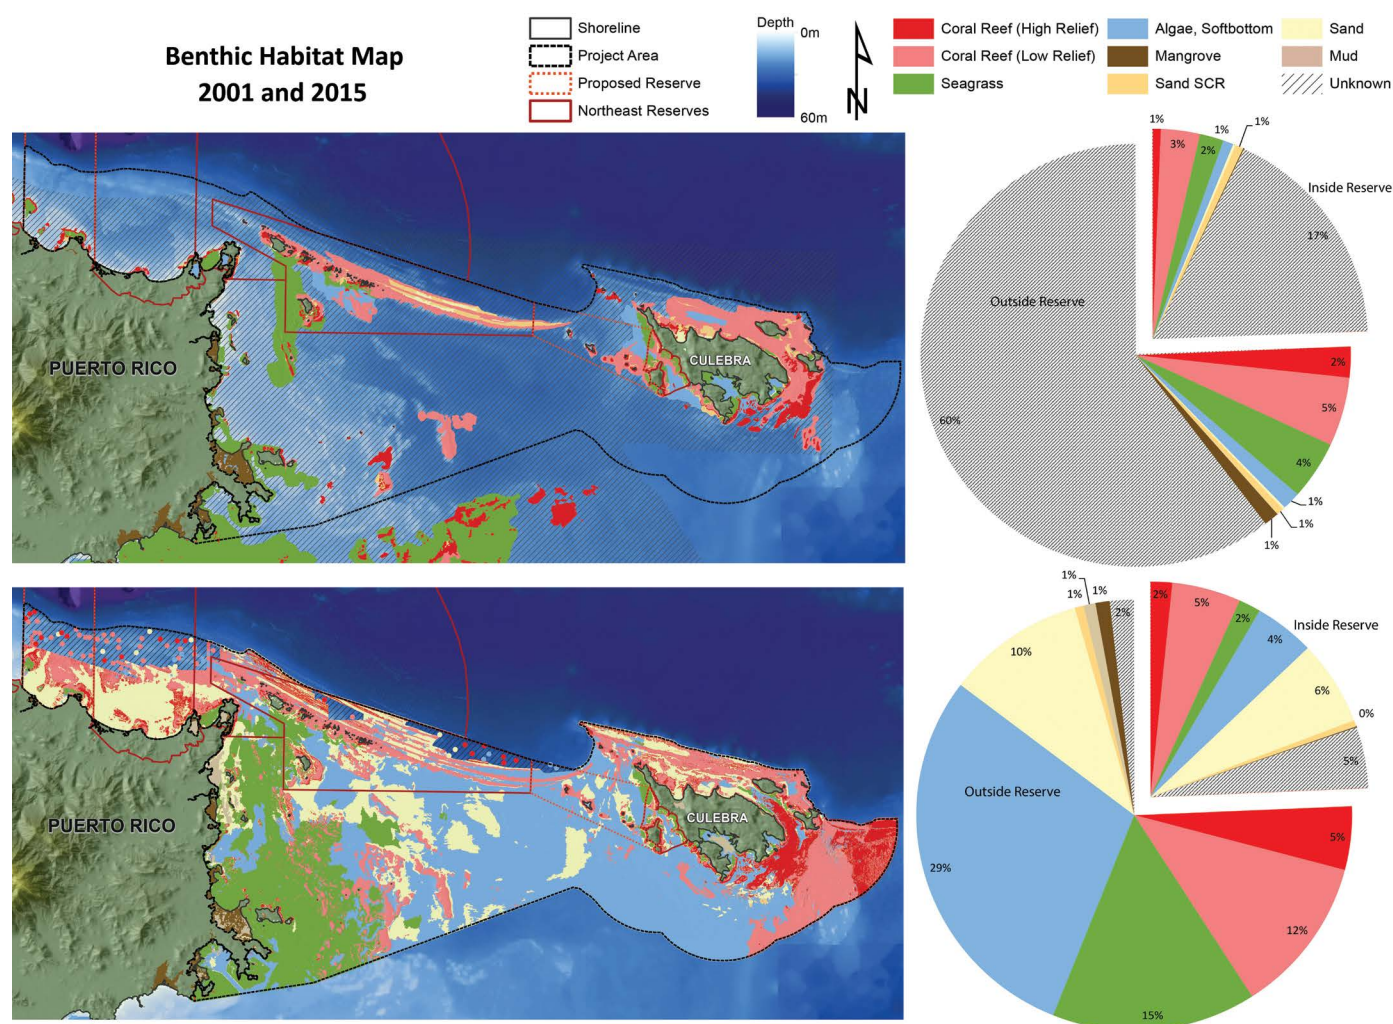 Benthic Habitat Map
2001 and 2015
Shoreline
Project Area
Proposed Reserve
Northeast Reserves
Depth
0m
60m
N
Coral Reef (High Relief)
Coral Reef (Low Relief)
Seagrass
Algae, Softbottom
Mangrove
Sand SCR
Sand
Mud
Unknown
PUERTO RICO
CULEBRA
1%
3%
2%
1%
1%
Inside Reserve
17%
Outside Reserve
60%
2%
5%
4%
1%
1%
1%
PUERTO RICO
CULEBRA
1%
1%
1%
2%
10%
Outside Reserve
29%
15%
12%
5%
2%
5%
2%
4%
Inside Reserve
6%
0%
5%